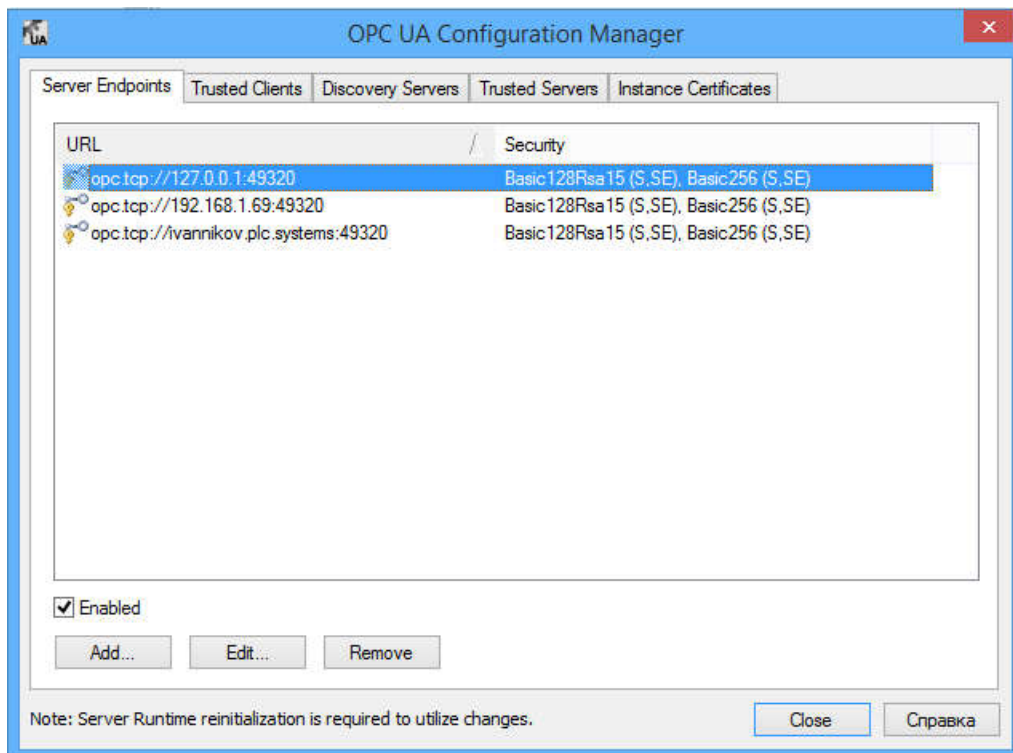 UA
OPC UA Configuration Manager
Server Endpoints Trusted Clients Discovery Servers Trusted Servers Instance Certificates
URL / Security
opc.tcp://127.0.0.1:49320 Basic128Rsa15 (S,SE), Basic256 (S,SE)
opc.tcp://192.168.1.69:49320 Basic128Rsa15 (S,SE), Basic256 (S,SE)
opc.tcp://ivannikov.plc.systems:49320 Basic128Rsa15 (S,SE), Basic256 (S,SE)
Enabled
Add... Edit... Remove
Note: Server Runtime reinitialization is required to utilize changes. Close Справка